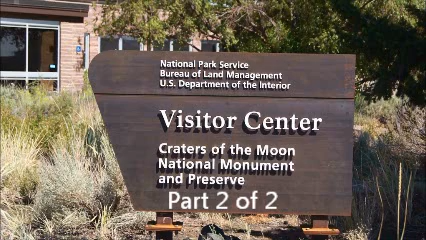 National Park Service
Bureau of Land Management
U.S. Department of the Interior
Visitor Center
Craters of the Moon
National Monument
and Preserve
Part 2 of 2